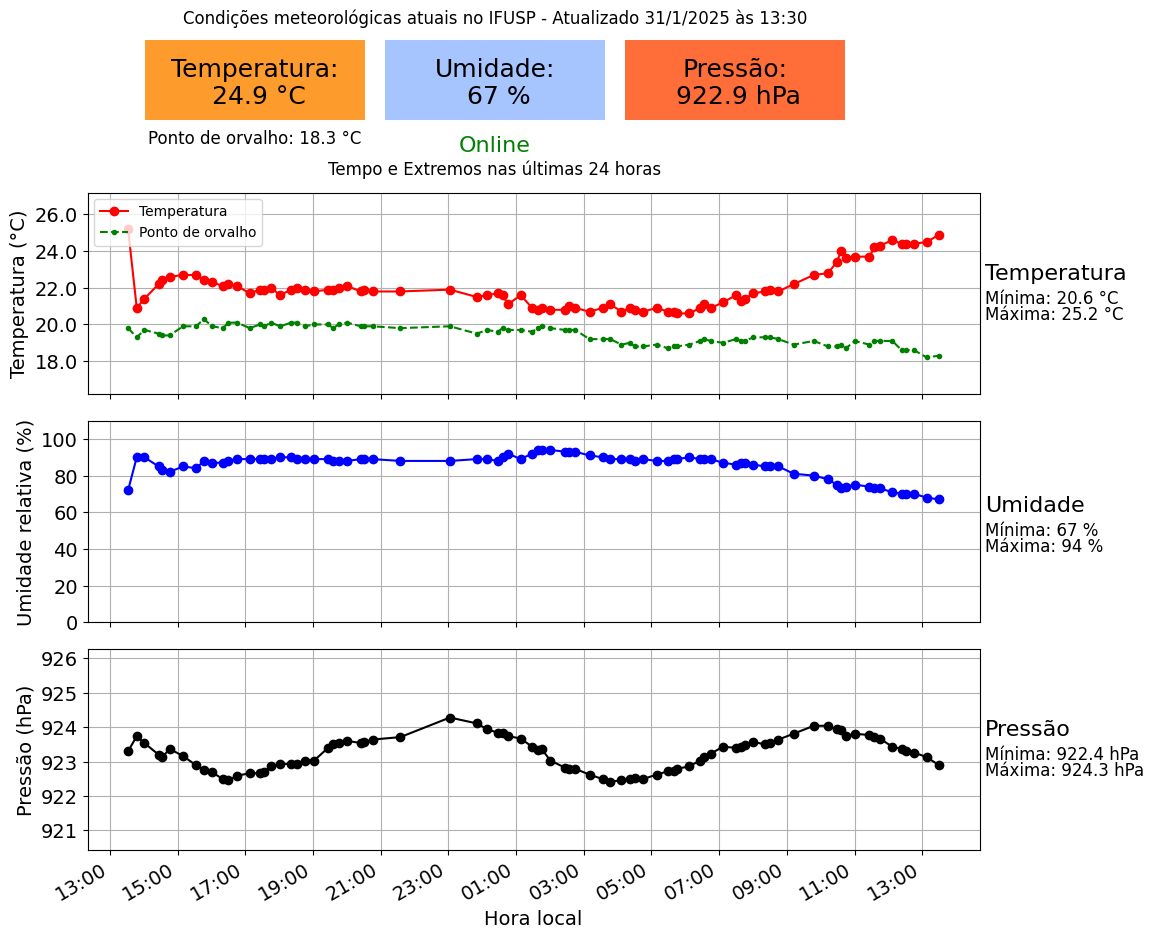 Condições meteorológicas atuais no IFUSP - Atualizado 31/1/2025 às 13:30
Temperatura:
24.9 °C
Umidade:
67 %
Pressão:
922.9 hPa
Ponto de orvalho: 18.3 °C
Online
Tempo e Extremos nas últimas 24 horas
Temperatura (°C)
26.0
24.0
22.0
20.0
18.0
Temperatura
Ponto de orvalho
Temperatura
Mínima: 20.6 °C
Máxima: 25.2 °C
Umidade relativa (%)
100
80
60
40
20
0
Umidade
Mínima: 67 %
Máxima: 94 %
Pressão (hPa)
926
925
924
923
922
921
Pressão
Mínima: 922.4 hPa
Máxima: 924.3 hPa
13:00
15:00
17:00
19:00
21:00
23:00
01:00
03:00
05:00
07:00
09:00
11:00
13:00
Hora local